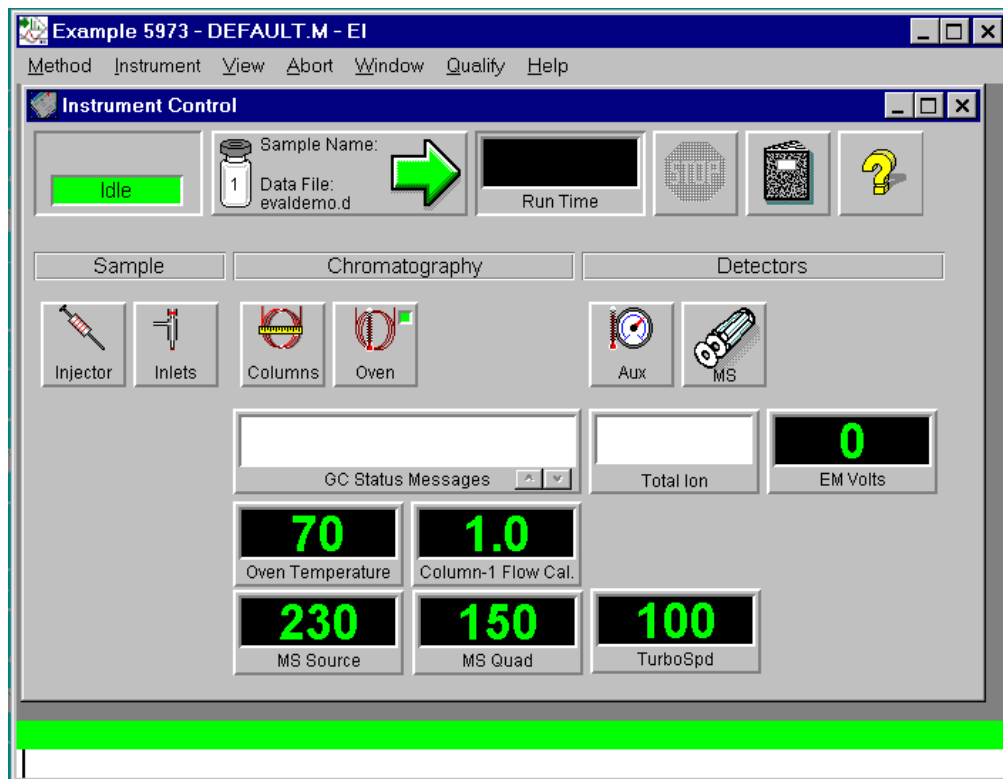 Example 5973 - DEFAULT.M - EI
Method Instrument View Abort Window Qualify Help
Instrument Control
Idle
1
Sample Name:
Data File:
evaldemo.d
Run Time
STOP
Sample
Chromatography
Detectors
Injector
Inlets
Columns
Oven
Aux
MS
GC Status Messages
Total Ion
0
EM Volts
70
Oven Temperature
1.0
Column-1 Flow Cal.
230
MS Source
150
MS Quad
100
TurboSpd